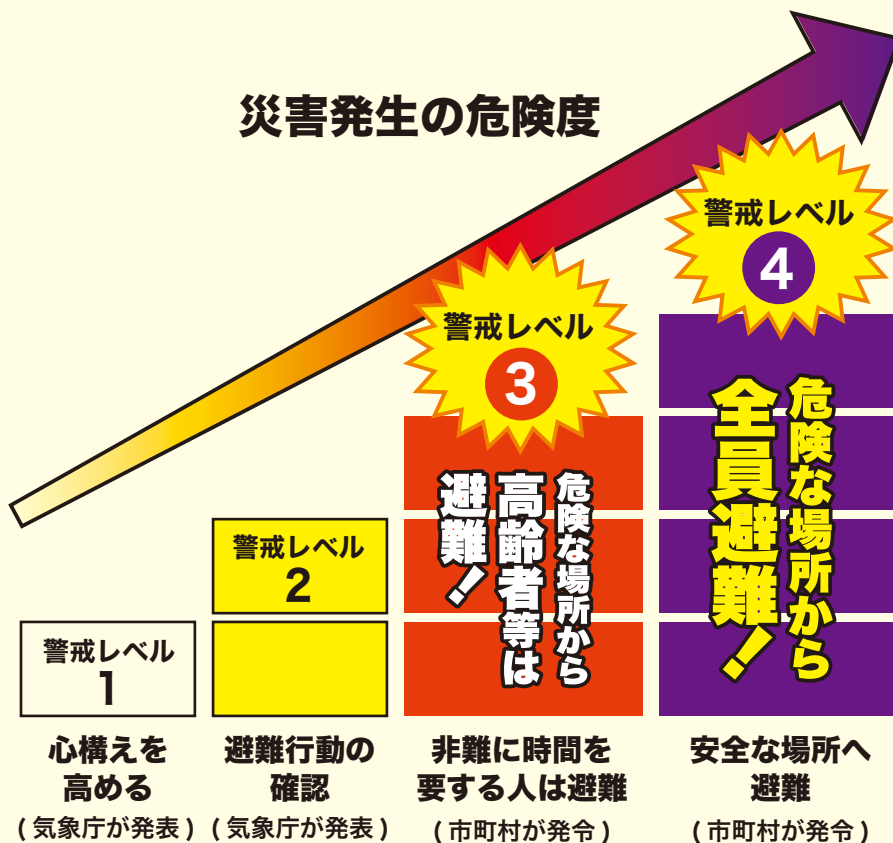 災害発生の危険度
警戒レベル
1
心構えを
高める
(気象庁が発表)
警戒レベル
2
避難行動の
確認
(気象庁が発表)
警戒レベル
3
危険な場所から
高齢者等は
避難!
非難に時間を
要する人は避難
(市町村が発令)
警戒レベル
4
危険な場所から
全員避難!
安全な場所へ
避難
(市町村が発令)